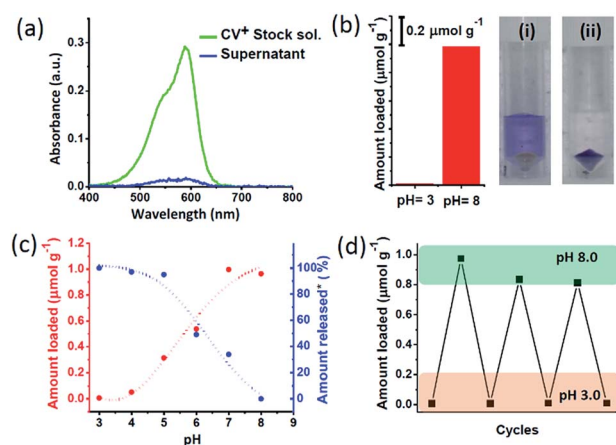 (a)
CV+ Stock sol.
Supernatant
0.3
0.2
0.1
0.0
Absorbance (a.u.)
400 500 600 700 800
Wavelength (nm)
(b)
0.2 μmol g-1
Amount loaded (μmol g-1)
pH= 3 pH= 8
(i) (ii)
(c)
1.2
1.0
0.8
0.6
0.4
0.2
0.0
Amount loaded (μmol g-1)
100
80
60
40
20
0
Amount released* (%)
3 4 5 6 7 8 9
pH
(d)
1.0
0.8
0.6
0.4
0.2
0.0
Amount loaded (μmol g-1)
pH 8.0
pH 3.0
Cycles